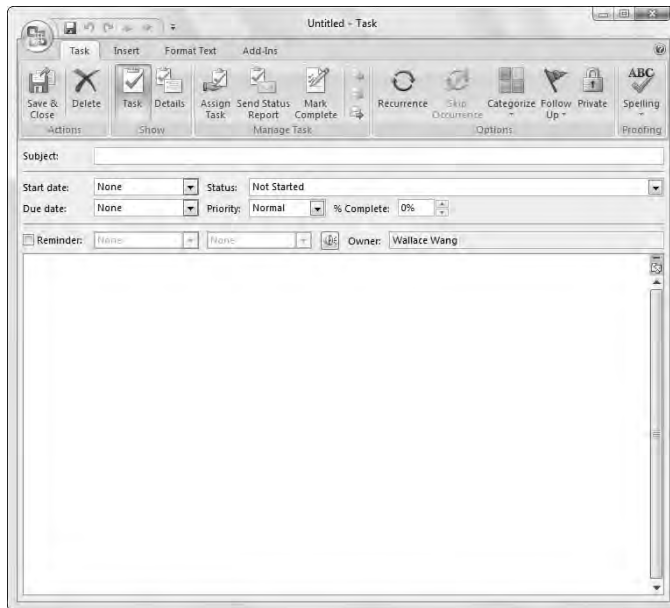 Untitled - Task
Task Insert Format Text Add-Ins
Save & Close Delete Task Details Assign Task Send Status Report Mark Complete Recurrence Skip Occurrence Categorize Follow Up Private ABC Spelling
Actions Show Manage Task Options Proofing
Subject:
Start date: None Status: Not Started
Due date: None Priority: Normal % Complete: 0%
Reminder: None None Owner: Wallace Wang